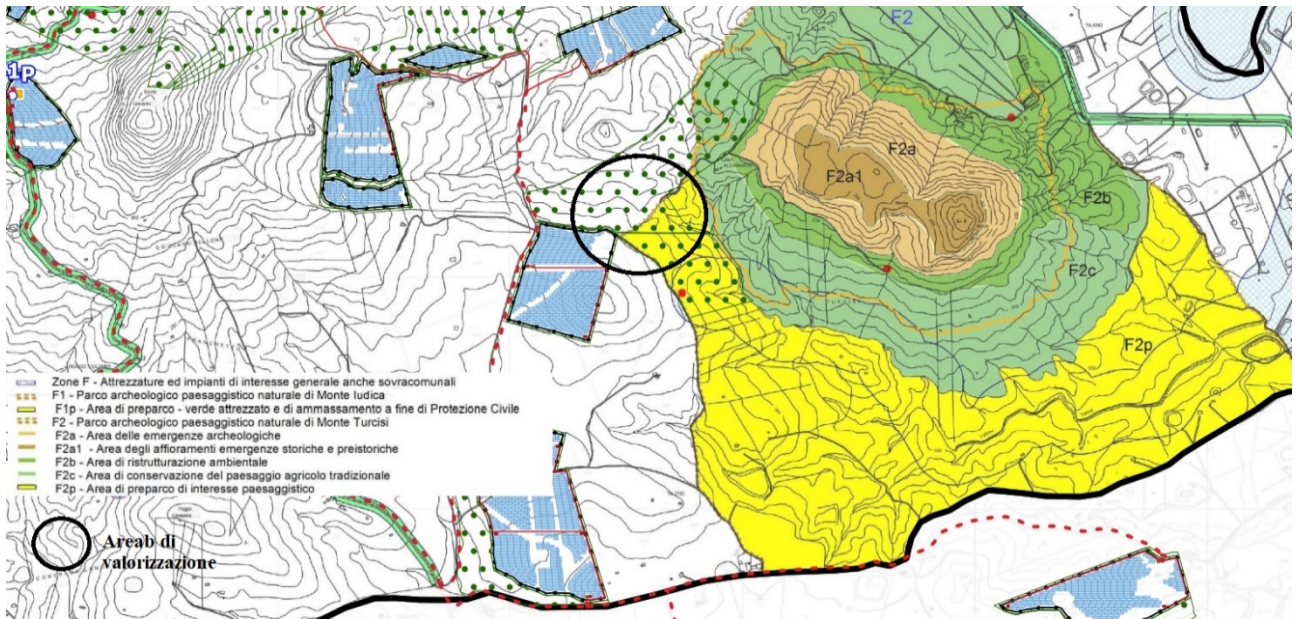 F2
1P
F2a
F2a1
F2b
F2c
F2p
Zone F - Attrezzature ed impianti di interesse generale anche sovracomunali
F1 - Parco archeologico paesaggistico naturale di Monte Iudica
F1p - Area di preparco - verde attrezzato e di ammassamento a fine di Protezione Civile
F2 - Parco archeologico paesaggistico naturale di Monte Turcisi
F2a - Area delle emergenze archeologiche
F2a1 - Area degli affioramenti emergenze storiche e preistoriche
F2b - Area di ristrutturazione ambientale
F2c - Area di conservazione del paesaggio agricolo tradizionale
F2p - Area di preparco di interesse paesaggistico
Areab di
valorizzazione